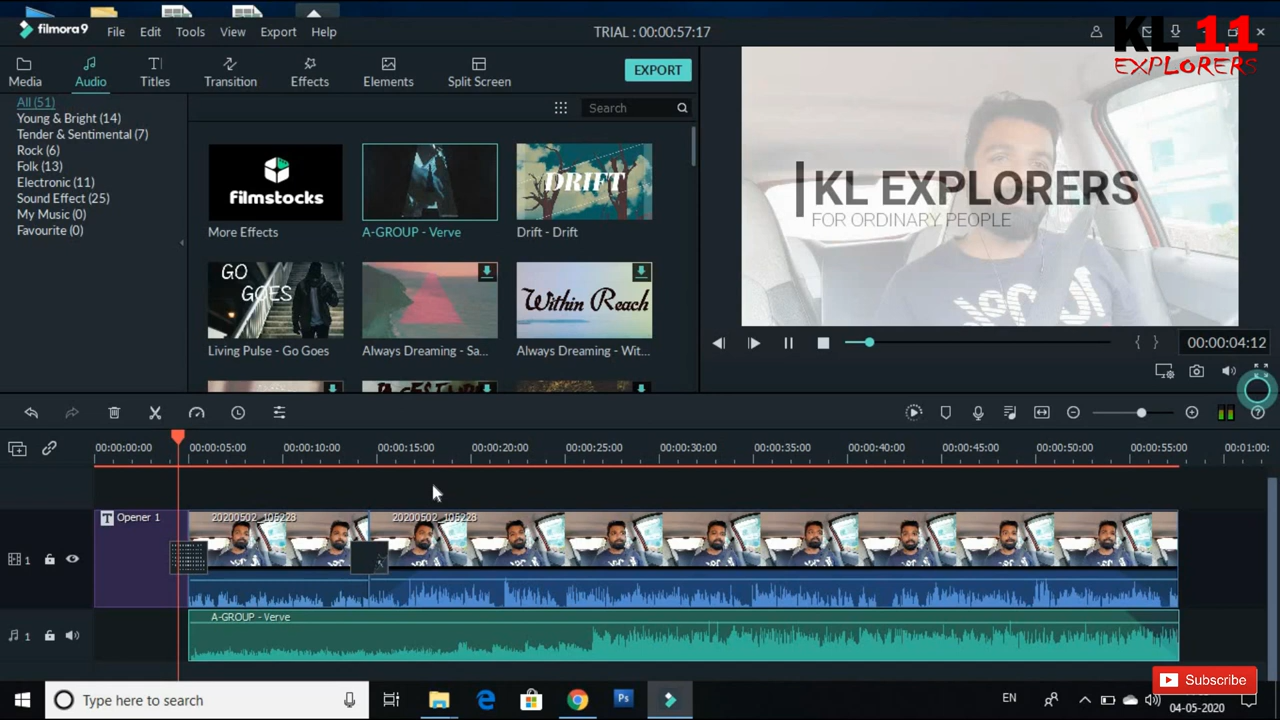 filmora 9
File Edit Tools View Export Help
TRIAL : 00:00:57:17
KL 11
EXPLORERS
Media Audio Titles Transition Effects Elements Split Screen
EXPORT
All (51)
Young & Bright (14)
Tender & Sentimental (7)
Rock (6)
Folk (13)
Electronic (11)
Sound Effect (25)
My Music (0)
Favourite (0)
Search
filmstocks
DRIFT
More Effects
A-GROUP - Verve
Drift - Drift
GO
GOES
Within Reach
Living Pulse - Go Goes
Always Dreaming - Sa...
Always Dreaming - Wit...
KL EXPLORERS
FOR ORDINARY PEOPLE
00:00:04:12
00:00:00:00 00:00:05:00 00:00:10:00 00:00:15:00 00:00:20:00 00:00:25:00 00:00:30:00 00:00:35:00 00:00:40:00 00:00:45:00 00:00:50:00 00:00:55:00 00:01:00:
Opener 1
20200502_105228
20200502_105228
1
A-GROUP - Verve
1
Subscribe
Type here to search
Ps
EN
04-05-2020